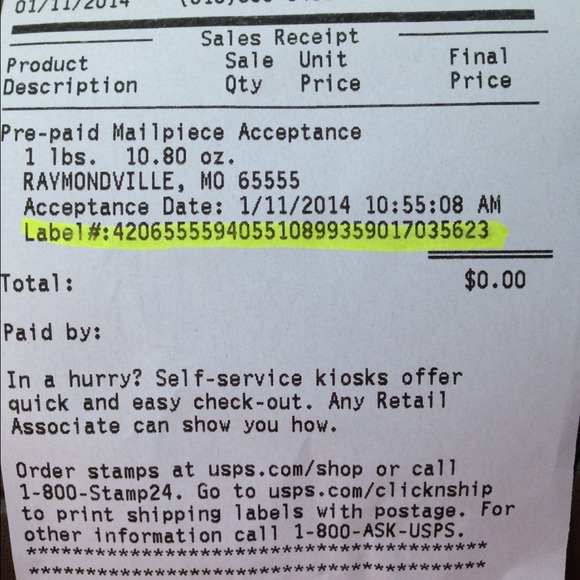 01/11/2014
Sales Receipt
Product Sale Unit Final
Description Qty Price Price
Pre-paid Mailpiece Acceptance
1 lbs. 10.80 oz.
RAYMONDVILLE, MO 65555
Acceptance Date: 1/11/2014 10:55:08 AM
Label#:420655559405510899359017035623
Total: $0.00
Paid by:
In a hurry? Self-service kiosks offer
quick and easy check-out. Any Retail
Associate can show you how.
Order stamps at usps.com/shop or call
1-800-Stamp24. Go to usps.com/clicknship
to print shipping labels with postage. For
other information call 1-800-ASK-USPS.
****************************************
****************************************